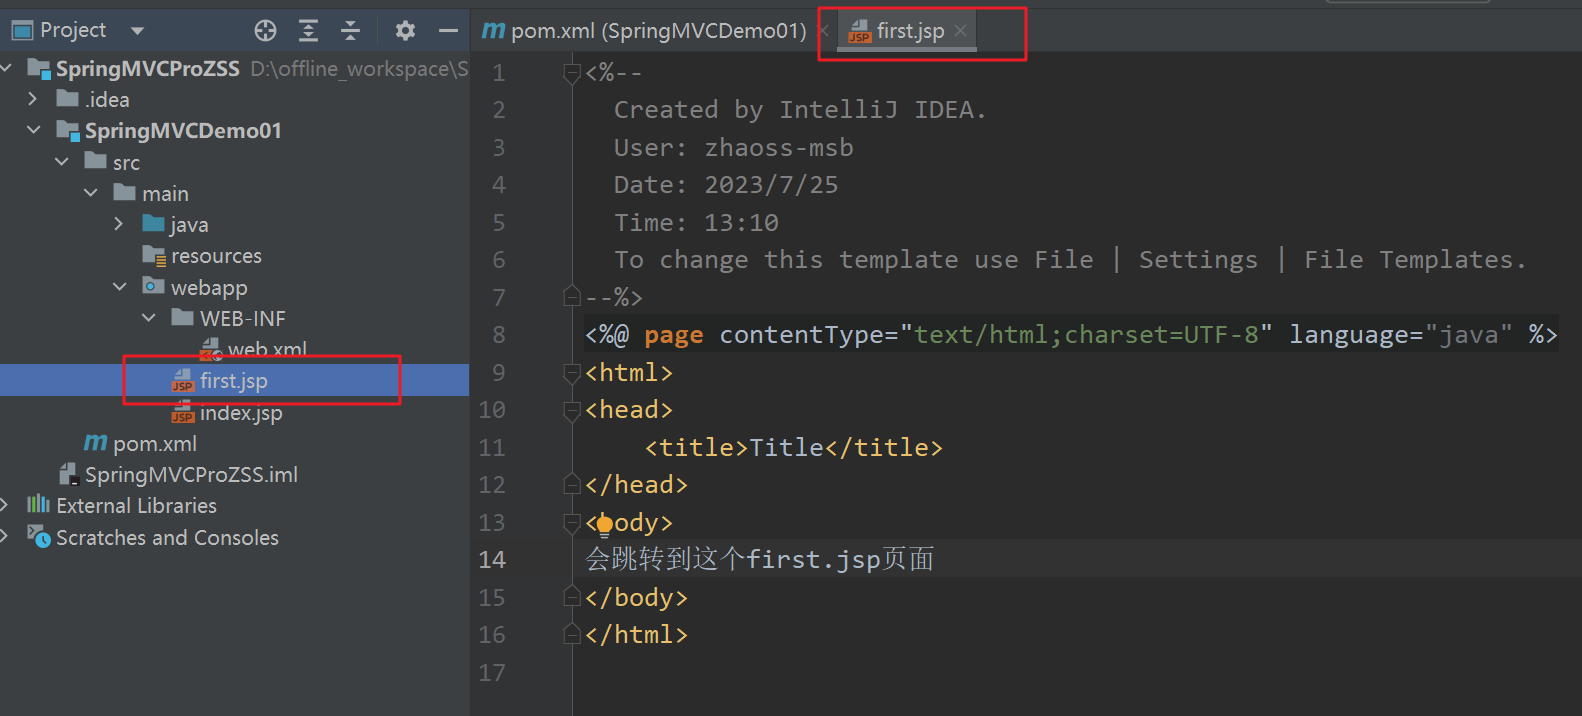 Project
SpringMVCProZSS D:\offline_workspace\S
.idea
SpringMVCDemo01
src
main
java
resources
webapp
WEB-INF
web.xml
JSP first.jsp
JSP index.jsp
m pom.xml
SpringMVCProZSS.iml
External Libraries
Scratches and Consoles
m pom.xml (SpringMVCDemo01) JSP first.jsp
1 <%--
2 Created by IntelliJ IDEA.
3 User: zhaoss-msb
4 Date: 2023/7/25
5 Time: 13:10
6 To change this template use File | Settings | File Templates.
7 --%>
8 <%@ page contentType="text/html;charset=UTF-8" language="java" %>
9 <html>
10 <head>
11 <title>Title</title>
12 </head>
13 <body>
14 会跳转到这个first.jsp页面
15 </body>
16 </html>
17